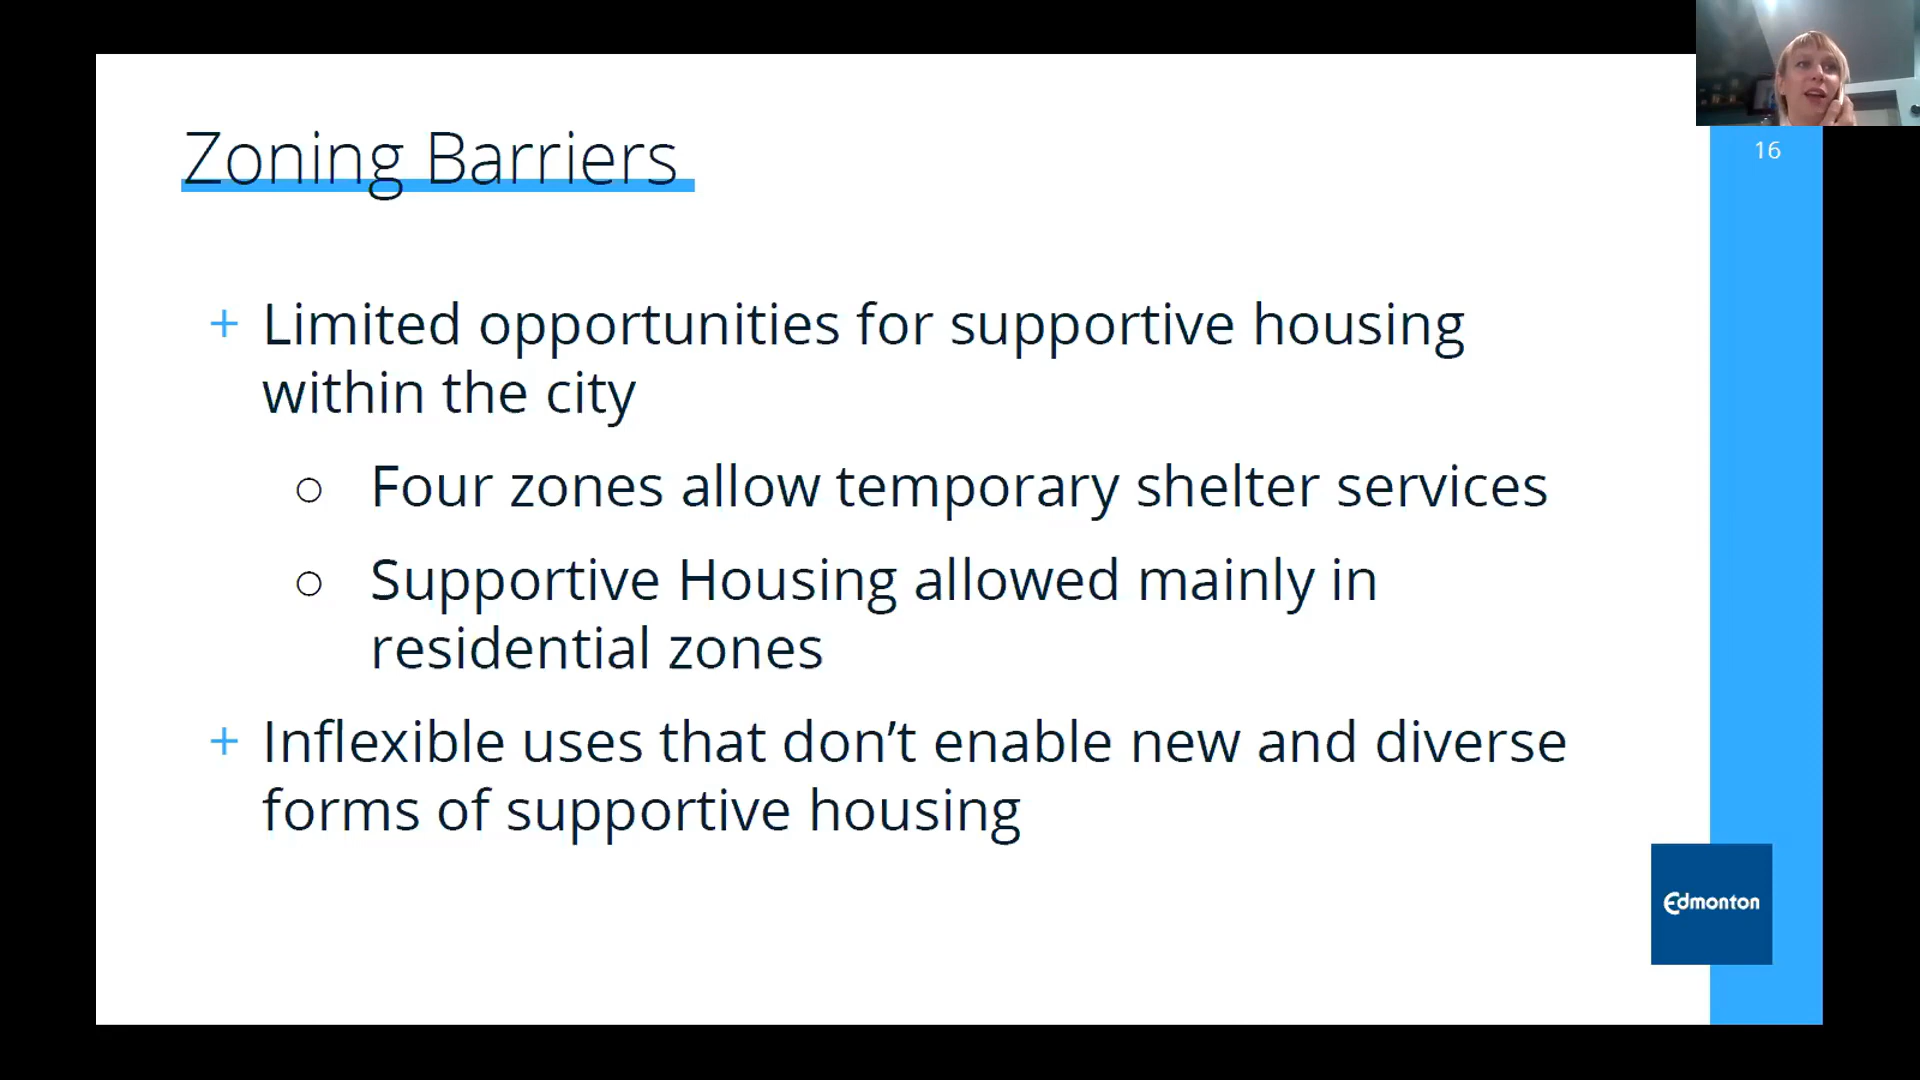 Zoning Barriers
16
+ Limited opportunities for supportive housing
within the city
○ Four zones allow temporary shelter services
○ Supportive Housing allowed mainly in
residential zones
+ Inflexible uses that don’t enable new and diverse
forms of supportive housing
Edmonton